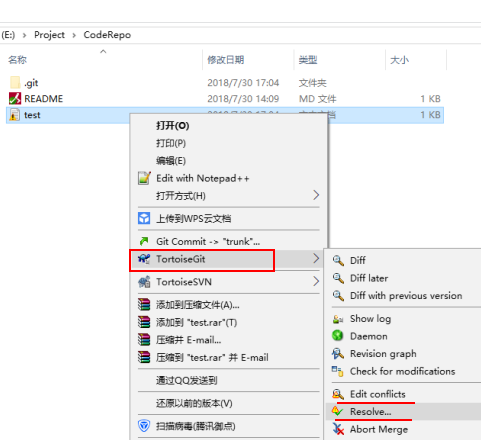 (E:) › Project › CodeRepo
名称 修改日期 类型 大小
.git 2018/7/30 17:04 文件夹
README 2018/7/30 14:09 MD 文件 1 KB
test 1 KB
打开(O)
打印(P)
编辑(E)
Edit with Notepad++
打开方式(H)
上传到WPS云文档
Git Commit -> "trunk"...
TortoiseGit
TortoiseSVN
添加到压缩文件(A)...
添加到 "test.rar"(T)
压缩并 E-mail...
压缩到 "test.rar" 并 E-mail
通过QQ发送到
还原以前的版本(V)
扫描病毒(腾讯御点)
Diff
Diff later
Diff with previous version
Show log
Daemon
Revision graph
Check for modifications
Edit conflicts
Resolve...
Abort Merge